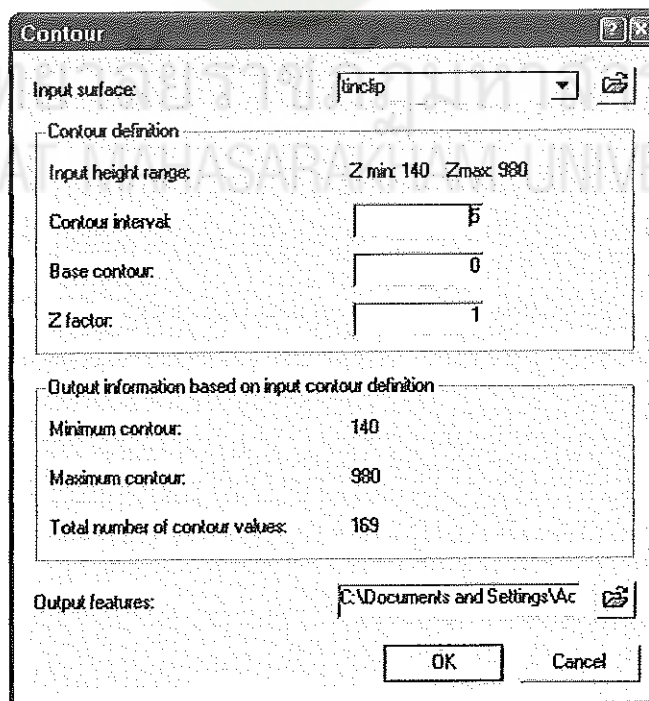 Contour
Input surface: tinclip
Contour definition
Input height range: Z min: 140 Zmax: 980
Contour interval: 5
Base contour: 0
Z factor: 1
Output information based on input contour definition
Minimum contour: 140
Maximum contour: 980
Total number of contour values: 169
Output features: C:\Documents and Settings\Ac
OK Cancel